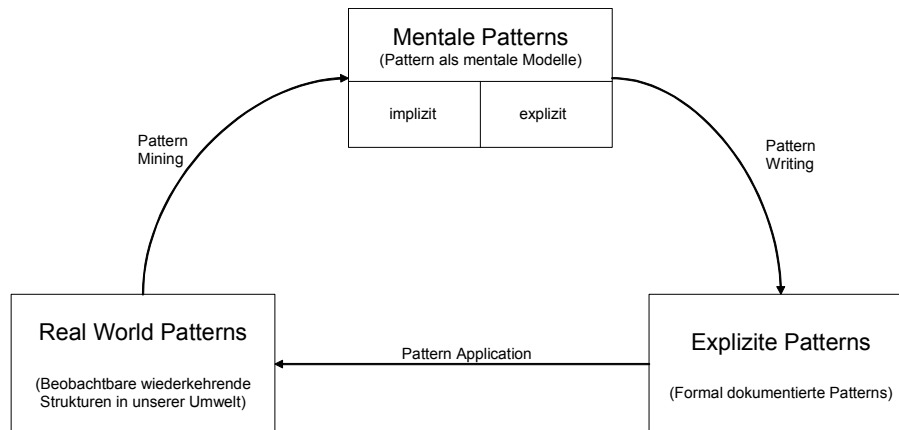 Mentale Patterns
(Pattern als mentale Modelle)
implizit
explizit
Pattern
Mining
Pattern
Writing
Real World Patterns
(Beobachtbare wiederkehrende
Strukturen in unserer Umwelt)
Pattern Application
Explizite Patterns
(Formal dokumentierte Patterns)